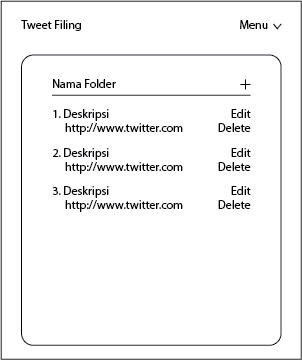 Tweet Filing Menu
Nama Folder +
1. Deskripsi Edit
http://www.twitter.com Delete
2. Deskripsi Edit
http://www.twitter.com Delete
3. Deskripsi Edit
http://www.twitter.com Delete